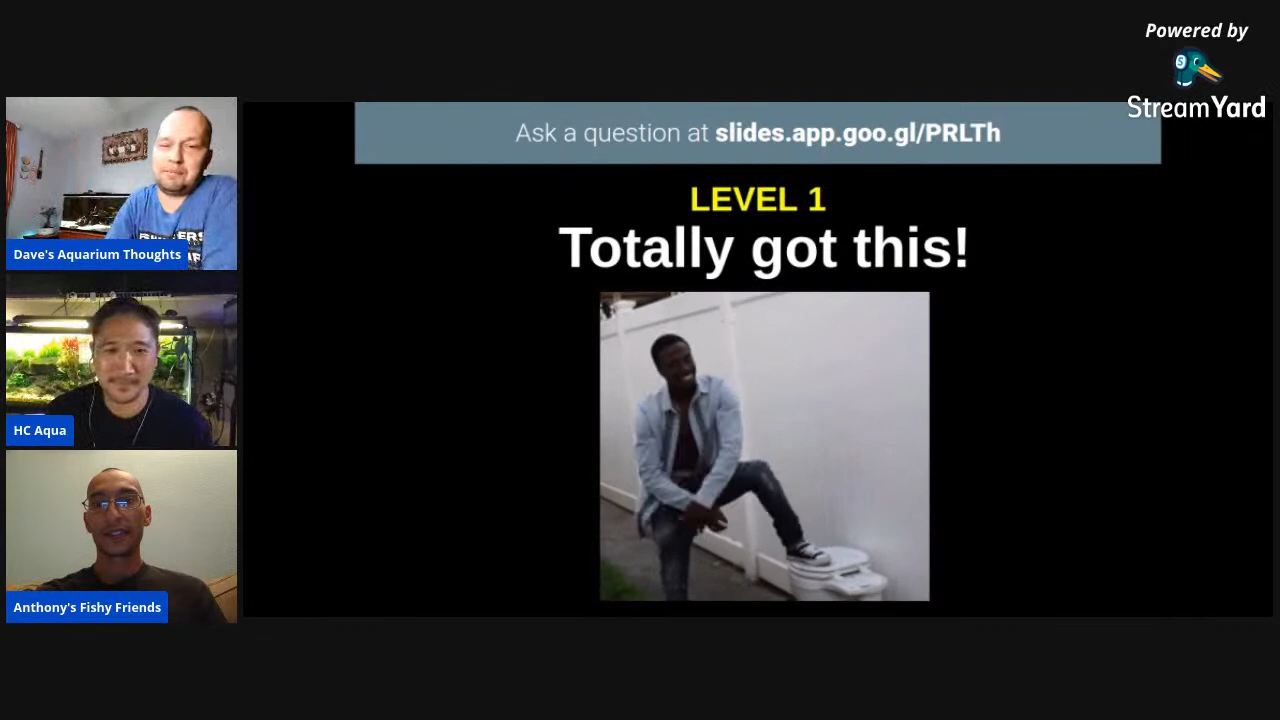 Powered by
StreamYard
Ask a question at slides.app.goo.gl/PRLTh
LEVEL 1
Totally got this!
Dave's Aquarium Thoughts
HC Aqua
Anthony's Fishy Friends